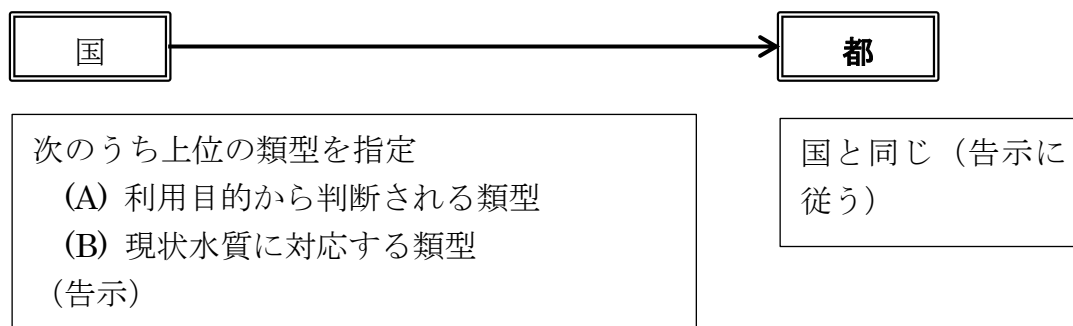 国
都
次のうち上位の類型を指定
(A) 利用目的から判断される類型
(B) 現状水質に対応する類型
（告示）
国と同じ（告示に
従う）